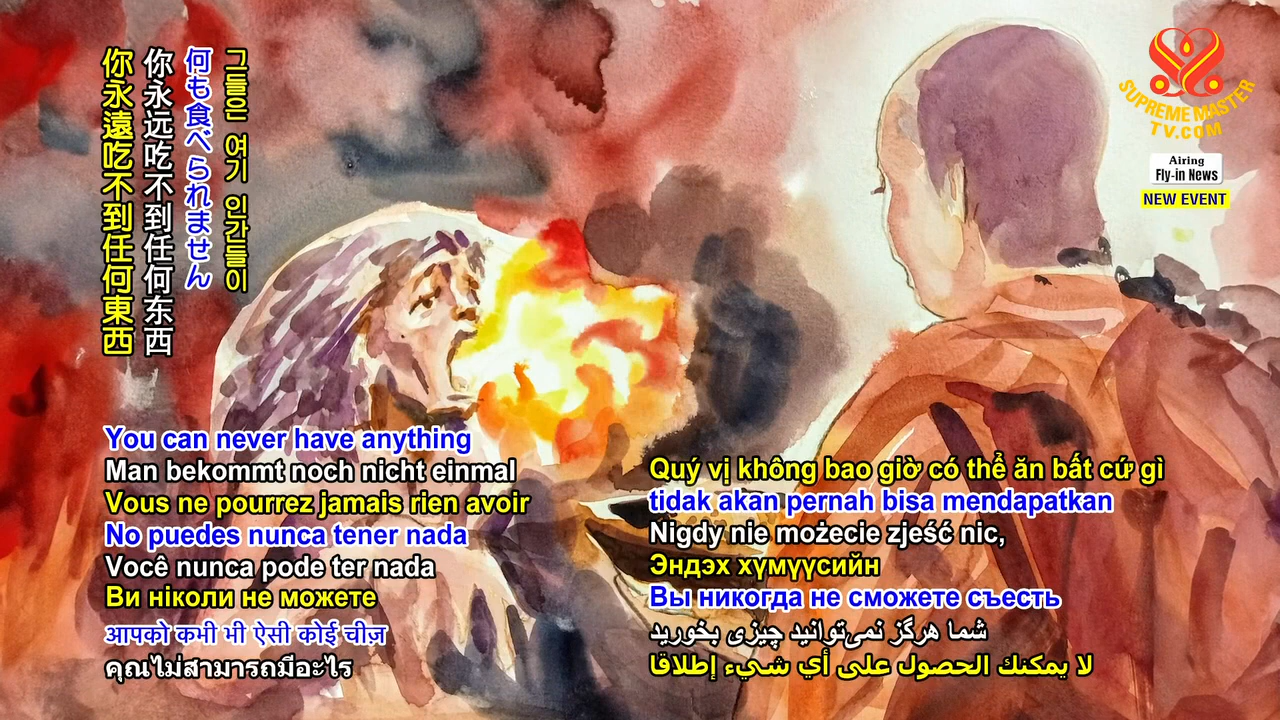 你永遠吃不到任何東西
你永远吃不到任何东西
何も食べられません
그들은 여기 인간들이
SUPREME MASTER
TV.COM
Airing
Fly-in News
NEW EVENT
You can never have anything
Man bekommt noch nicht einmal
Vous ne pourrez jamais rien avoir
No puedes nunca tener nada
Você nunca pode ter nada
Ви ніколи не можете
आपको कभी भी ऐसी कोई चीज़
คุณไม่สามารถมีอะไร
Quý vị không bao giờ có thể ăn bất cứ gì
tidak akan pernah bisa mendapatkan
Nigdy nie możecie zjeść nic,
Эндэх хүмүүсийн
Вы никогда не сможете съесть
شما هرگز نمی‌توانید چیزی بخورید
لا يمكنك الحصول على أي شيء إطلاقا